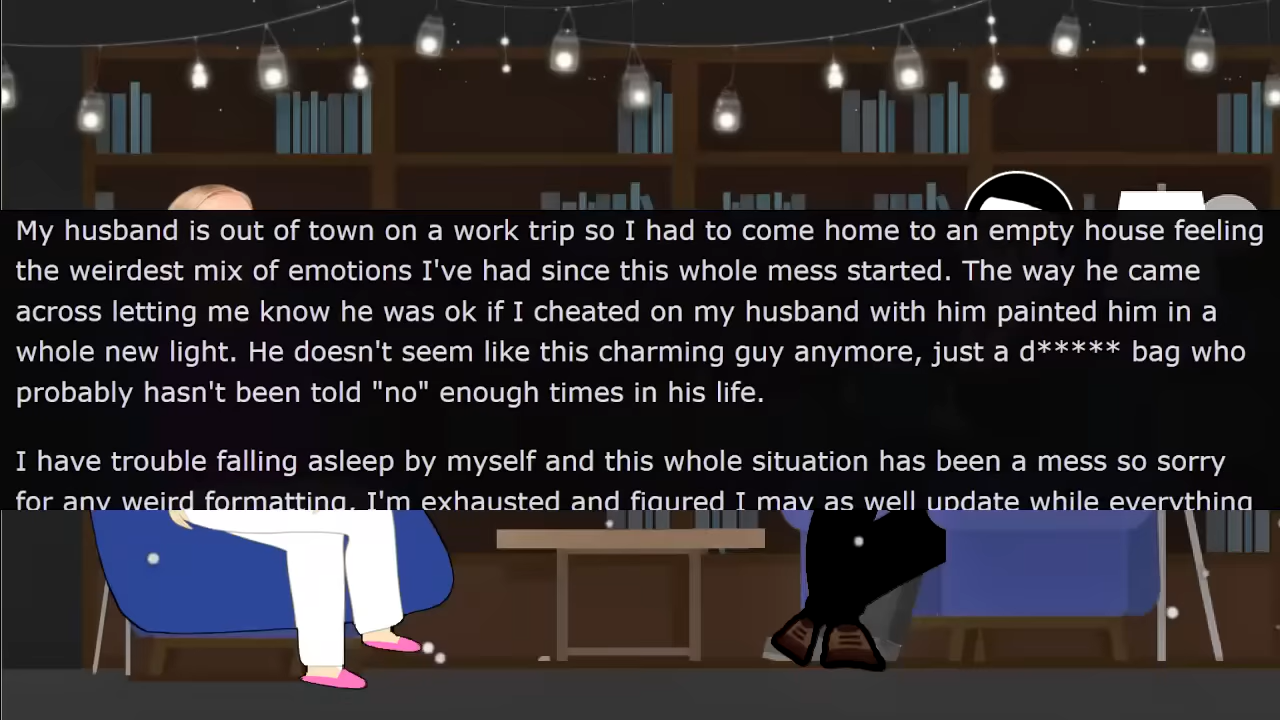 My husband is out of town on a work trip so I had to come home to an empty house feeling
the weirdest mix of emotions I've had since this whole mess started. The way he came
across letting me know he was ok if I cheated on my husband with him painted him in a
whole new light. He doesn't seem like this charming guy anymore, just a d***** bag who
probably hasn't been told "no" enough times in his life.
I have trouble falling asleep by myself and this whole situation has been a mess so sorry
for any weird formatting, I'm exhausted and figured I may as well update while everything